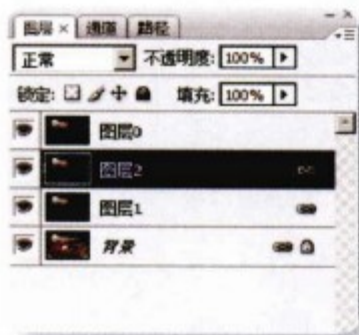 图层 × 通道 路径
正常 不透明度: 100%
锁定: 填充: 100%
图层0
图层2
图层1
背景